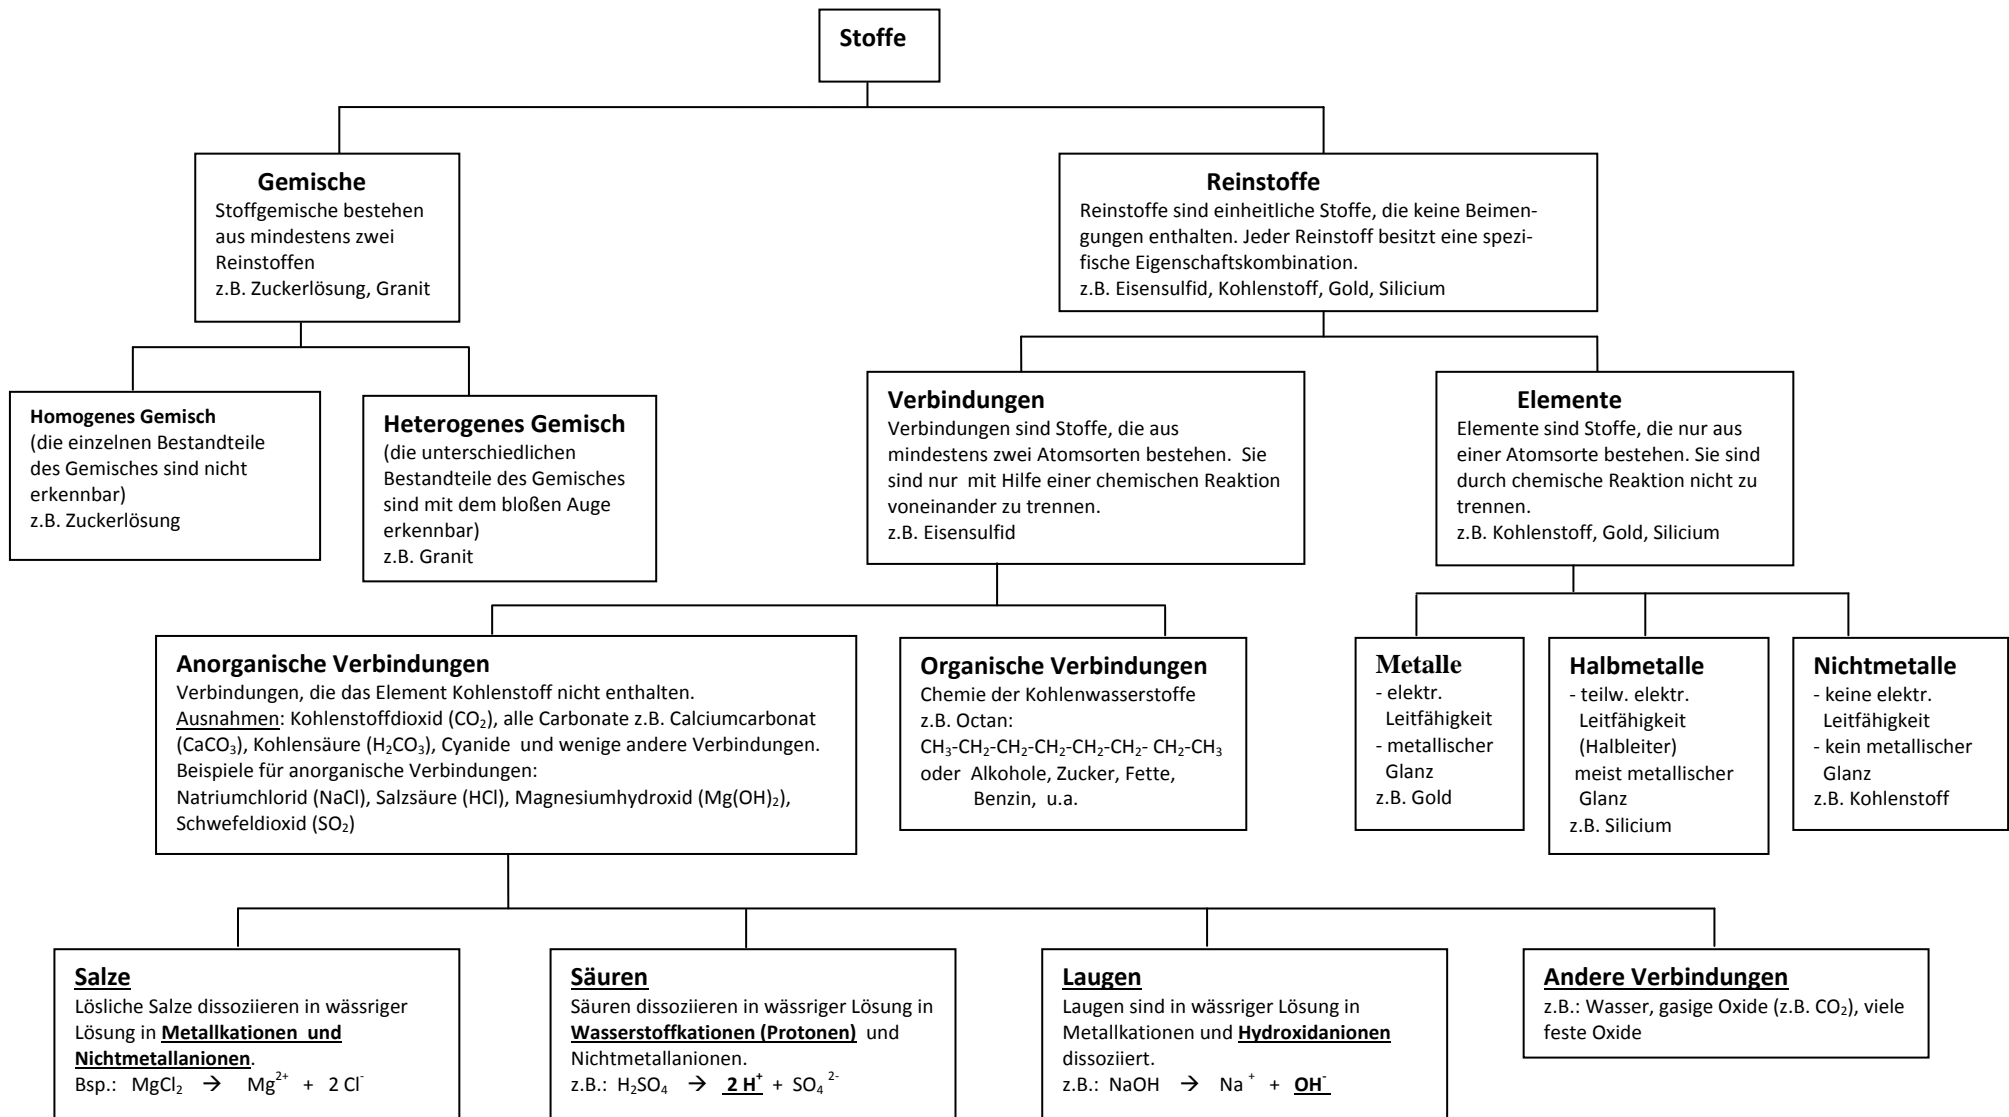 Stoffe
Gemische
Stoffgemische bestehen
aus mindestens zwei
Reinstoffen
z.B. Zuckerlösung, Granit
Reinstoffe
Reinstoffe sind einheitliche Stoffe, die keine Beimen-
gungen enthalten. Jeder Reinstoff besitzt eine spezi-
fische Eigenschaftskombination.
z.B. Eisensulfid, Kohlenstoff, Gold, Silicium
Homogenes Gemisch
(die einzelnen Bestandteile
des Gemisches sind nicht
erkennbar)
z.B. Zuckerlösung
Heterogenes Gemisch
(die unterschiedlichen
Bestandteile des Gemisches
sind mit dem bloßen Auge
erkennbar)
z.B. Granit
Verbindungen
Verbindungen sind Stoffe, die aus
mindestens zwei Atomsorten bestehen. Sie
sind nur mit Hilfe einer chemischen Reaktion
voneinander zu trennen.
z.B. Eisensulfid
Elemente
Elemente sind Stoffe, die nur aus
einer Atomsorte bestehen. Sie sind
durch chemische Reaktion nicht zu
trennen.
z.B. Kohlenstoff, Gold, Silicium
Anorganische Verbindungen
Verbindungen, die das Element Kohlenstoff nicht enthalten.
Ausnahmen: Kohlenstoffdioxid (CO₂), alle Carbonate z.B. Calciumcarbonat
(CaCO₃), Kohlensäure (H₂CO₃), Cyanide und wenige andere Verbindungen.
Beispiele für anorganische Verbindungen:
Natriumchlorid (NaCl), Salzsäure (HCl), Magnesiumhydroxid (Mg(OH)₂),
Schwefeldioxid (SO₂)
Organische Verbindungen
Chemie der Kohlenwasserstoffe
z.B. Octan:
CH₃-CH₂-CH₂-CH₂-CH₂-CH₂- CH₂-CH₃
oder Alkohole, Zucker, Fette,
Benzin, u.a.
Metalle
- elektr.
Leitfähigkeit
- metallischer
Glanz
z.B. Gold
Halbmetalle
- teilw. elektr.
Leitfähigkeit
(Halbleiter)
meist metallischer
Glanz
z.B. Silicium
Nichtmetalle
- keine elektr.
Leitfähigkeit
- kein metallischer
Glanz
z.B. Kohlenstoff
Salze
Lösliche Salze dissoziieren in wässriger
Lösung in Metallkationen und
Nichtmetallanionen.
Bsp.: MgCl₂ → Mg²⁺ + 2 Cl⁻
Säuren
Säuren dissoziieren in wässriger Lösung in
Wasserstoffkationen (Protonen) und
Nichtmetallanionen.
z.B.: H₂SO₄ → 2 H⁺ + SO₄ ²⁻
Laugen
Laugen sind in wässriger Lösung in
Metallkationen und Hydroxidanionen
dissoziiert.
z.B.: NaOH → Na ⁺ + OH⁻
Andere Verbindungen
z.B.: Wasser, gasige Oxide (z.B. CO₂), viele
feste Oxide